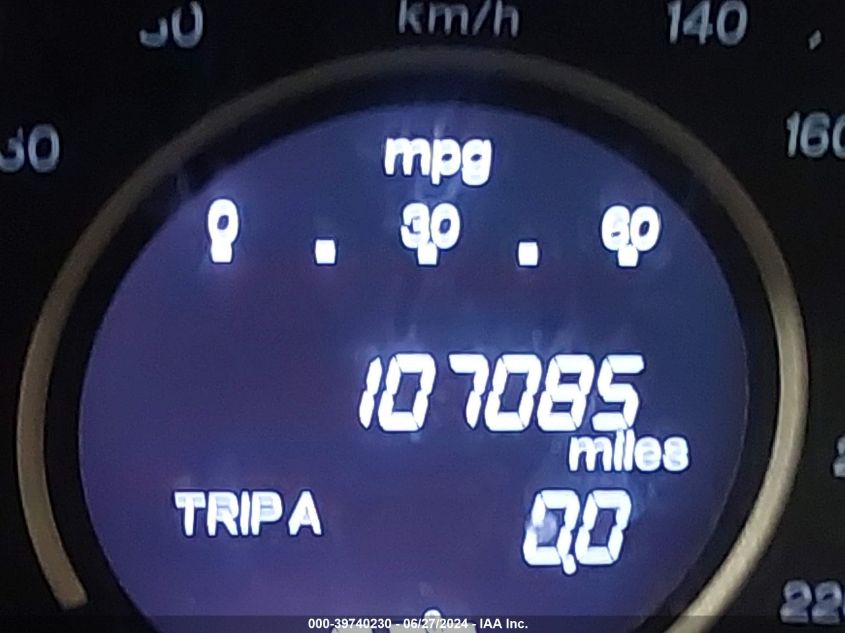 km/h
140
160
mpg
0 30 60
107085
miles
TRIP A 0.0
000-39740230 - 06/27/2024 - IAA Inc.